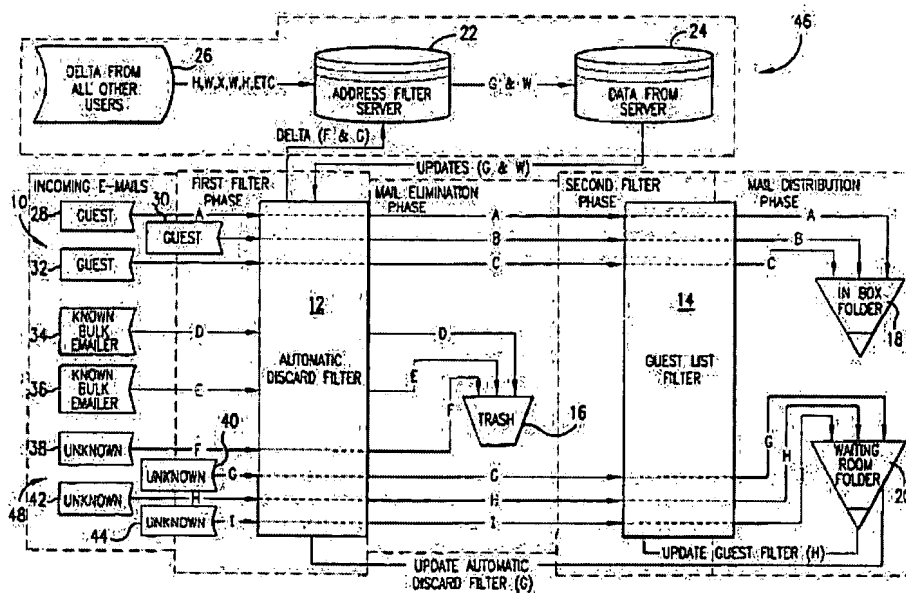 22
24
46
26
DELTA FROM
ALL OTHER
USERS
H,W,X,W,H,ETC
ADDRESS FILTER
SERVER
G & W
DATA FROM
SERVER
DELTA (F & G)
UPDATES (G & W)
INCOMING E-MAILS
FIRST FILTER
PHASE
MAIL ELIMINATION
PHASE
SECOND FILTER
PHASE
MAIL DISTRIBUTION
PHASE
10
28
GUEST
30
A
A
A
GUEST
B
B
32
GUEST
C
C
C
12
14
IN BOX
FOLDER
18
34
KNOWN
BULK
EMAILER
D
D
AUTOMATIC
DISCARD FILTER
GUEST LIST
FILTER
36
KNOWN
BULK
EMAILER
E
E
F
TRASH
16
38
UNKNOWN
F
40
UNKNOWN
G
G
G
H
H
WAITING
ROOM
FOLDER
20
42
UNKNOWN
H
H
48
44
UNKNOWN
I
I
UPDATE GUEST FILTER (H)
UPDATE AUTOMATIC
DISCARD FILTER (G)